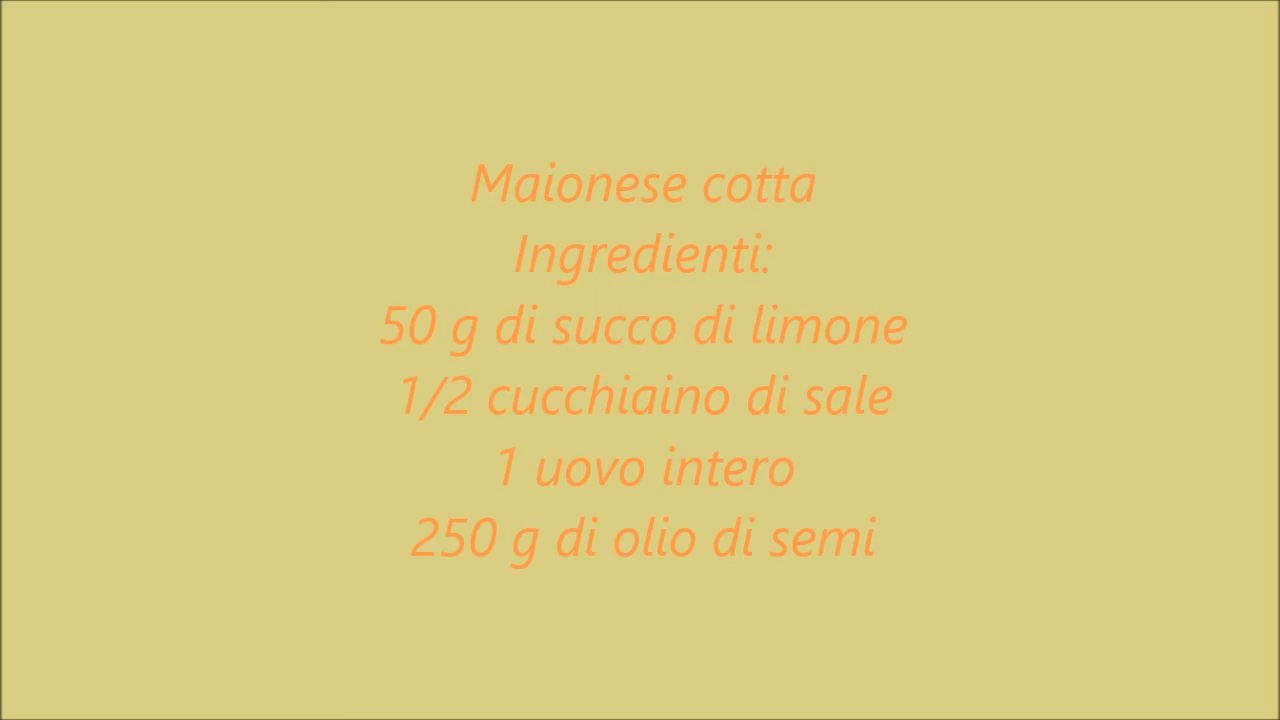 Maionese cotta
Ingredienti:
50 g di succo di limone
1/2 cucchiaino di sale
1 uovo intero
250 g di olio di semi